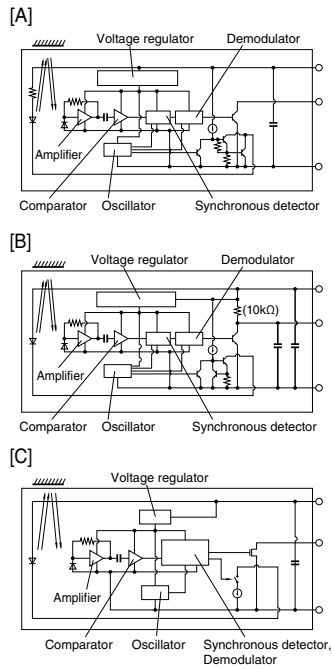 [A]
Voltage regulator
Demodulator
Amplifier
Comparator
Oscillator
Synchronous detector
[B]
Voltage regulator
Demodulator
(10kΩ)
Amplifier
Comparator
Oscillator
Synchronous detector
[C]
Voltage regulator
Amplifier
Comparator
Oscillator
Synchronous detector,
Demodulator